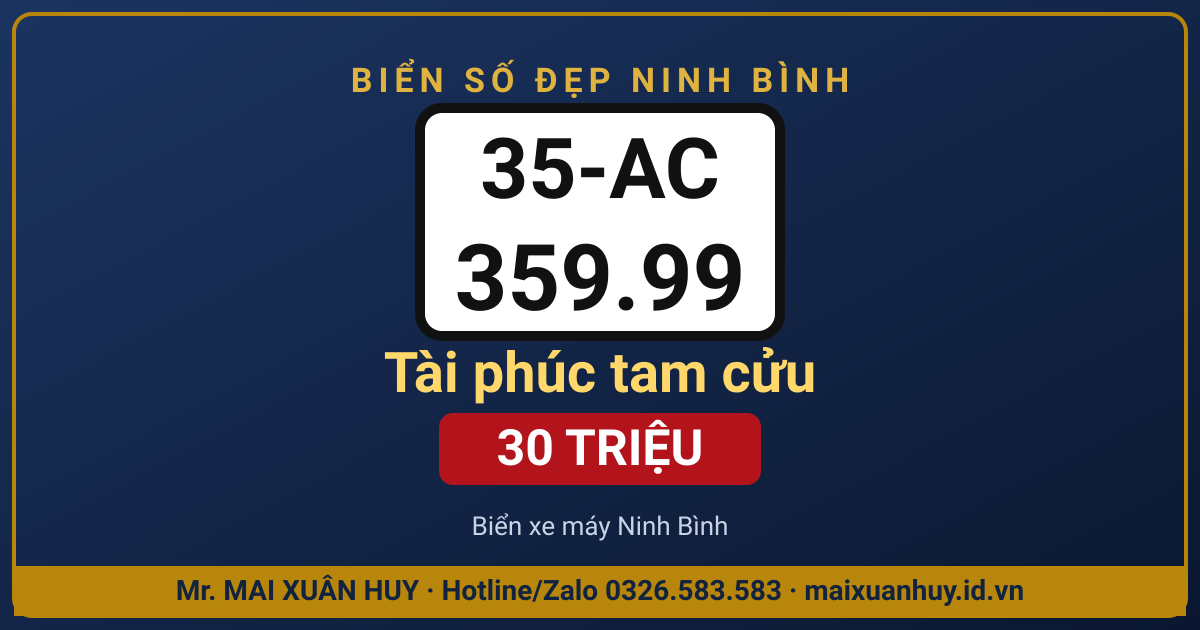 BIỂN SỐ ĐẸP NINH BÌNH
35-AC
359.99
Tài phúc tam cửu
30 TRIỆU
Biển xe máy Ninh Bình
Mr. MAI XUÂN HUY · Hotline/Zalo 0326.583.583 · maixuanhuy.id.vn